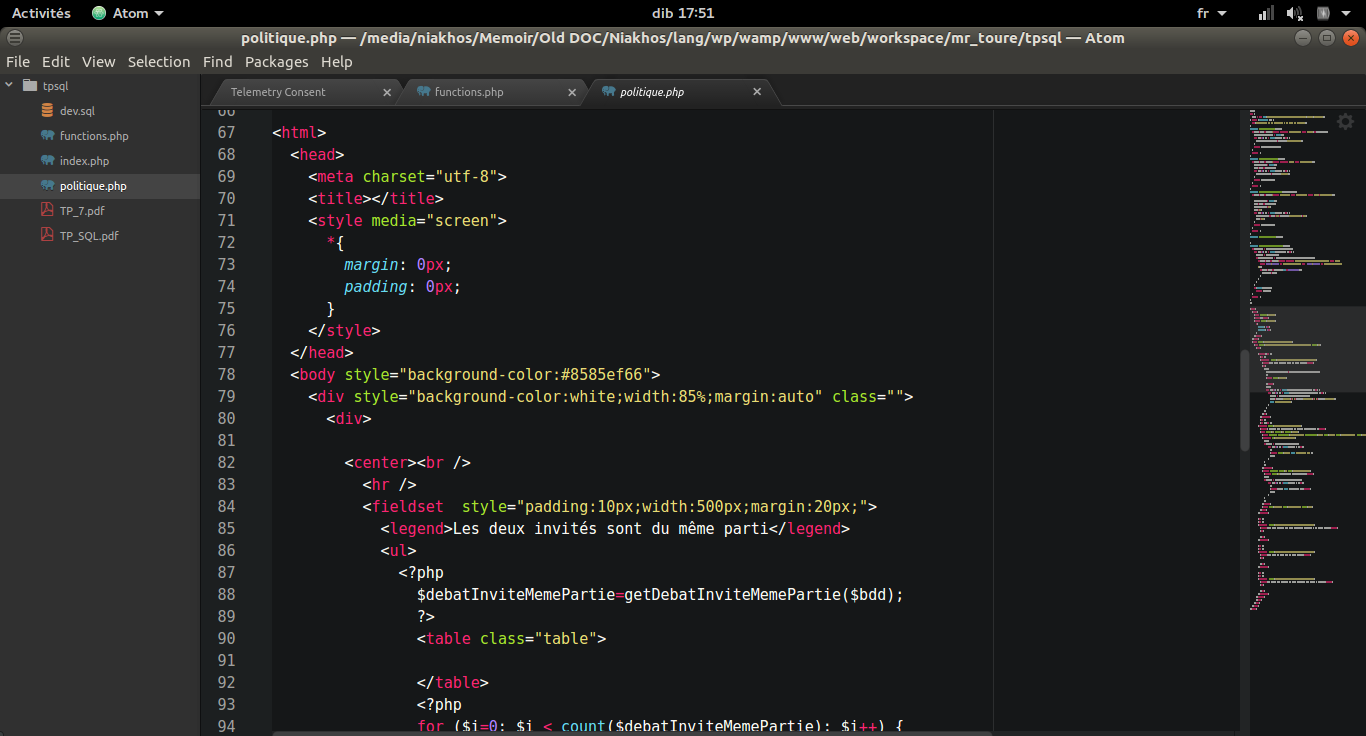 Activités Atom dib 17:51 fr
politique.php — /media/niakhos/Memoir/Old DOC/Niakhos/lang/wp/wamp/www/web/workspace/mr_toure/tpsql — Atom
File Edit View Selection Find Packages Help
tpsql
dev.sql
functions.php
index.php
politique.php
TP_7.pdf
TP_SQL.pdf
Telemetry Consent functions.php politique.php
66
67 <html>
68 <head>
69 <meta charset="utf-8">
70 <title></title>
71 <style media="screen">
72 *{
73 margin: 0px;
74 padding: 0px;
75 }
76 </style>
77 </head>
78 <body style="background-color:#8585ef66">
79 <div style="background-color:white;width:85%;margin:auto" class="">
80 <div>
81
82 <center><br />
83 <hr />
84 <fieldset  style="padding:10px;width:500px;margin:20px;">
85 <legend>Les deux invités sont du même parti</legend>
86 <ul>
87 <?php
88 $debatInviteMemePartie=getDebatInviteMemePartie($bdd);
89 ?>
90 <table class="table">
91
92 </table>
93 <?php
94 for ($i=0; $i < count($debatInviteMemePartie); $i++) {